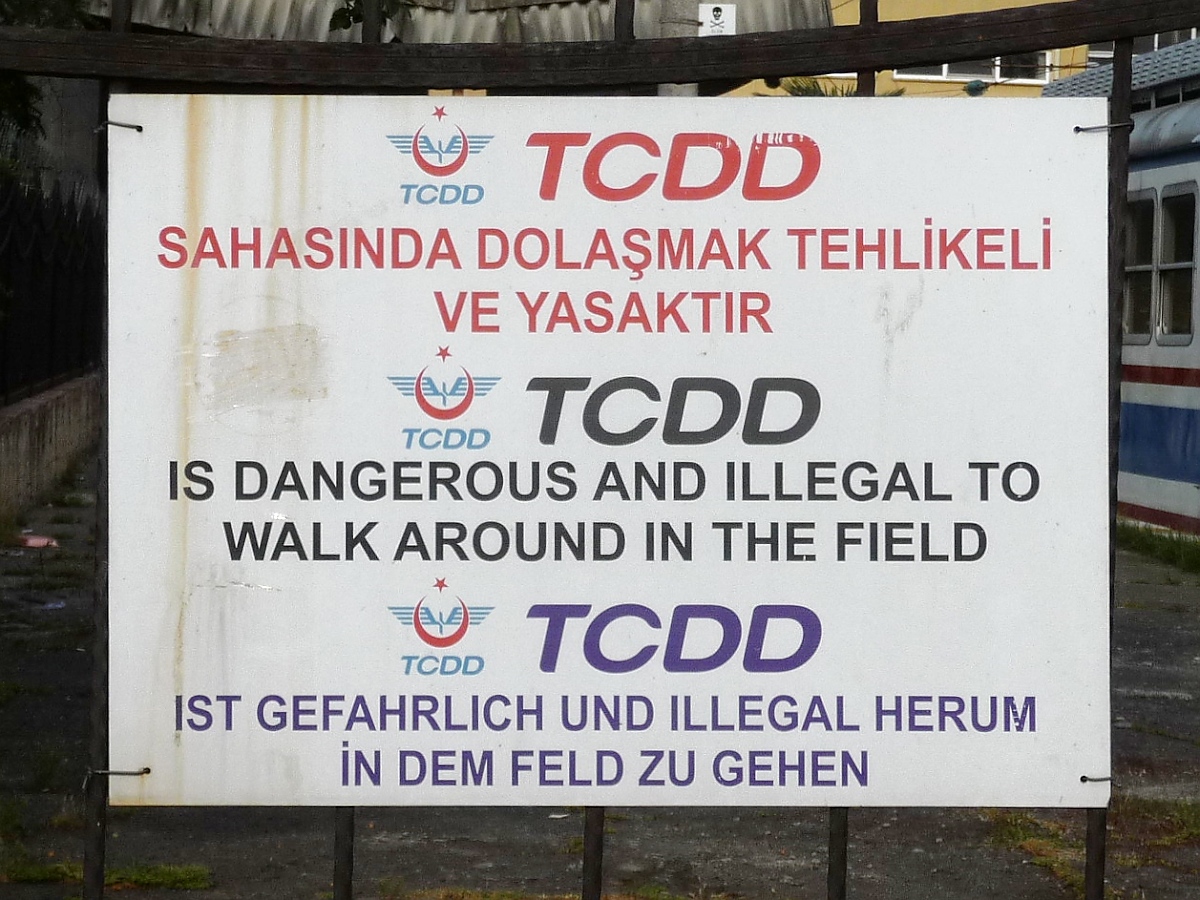 TCDD TCDD
SAHASINDA DOLAŞMAK TEHLİKELİ
VE YASAKTIR
TCDD TCDD
IS DANGEROUS AND ILLEGAL TO
WALK AROUND IN THE FIELD
TCDD TCDD
IST GEFAHRLICH UND ILLEGAL HERUM
İN DEM FELD ZU GEHEN